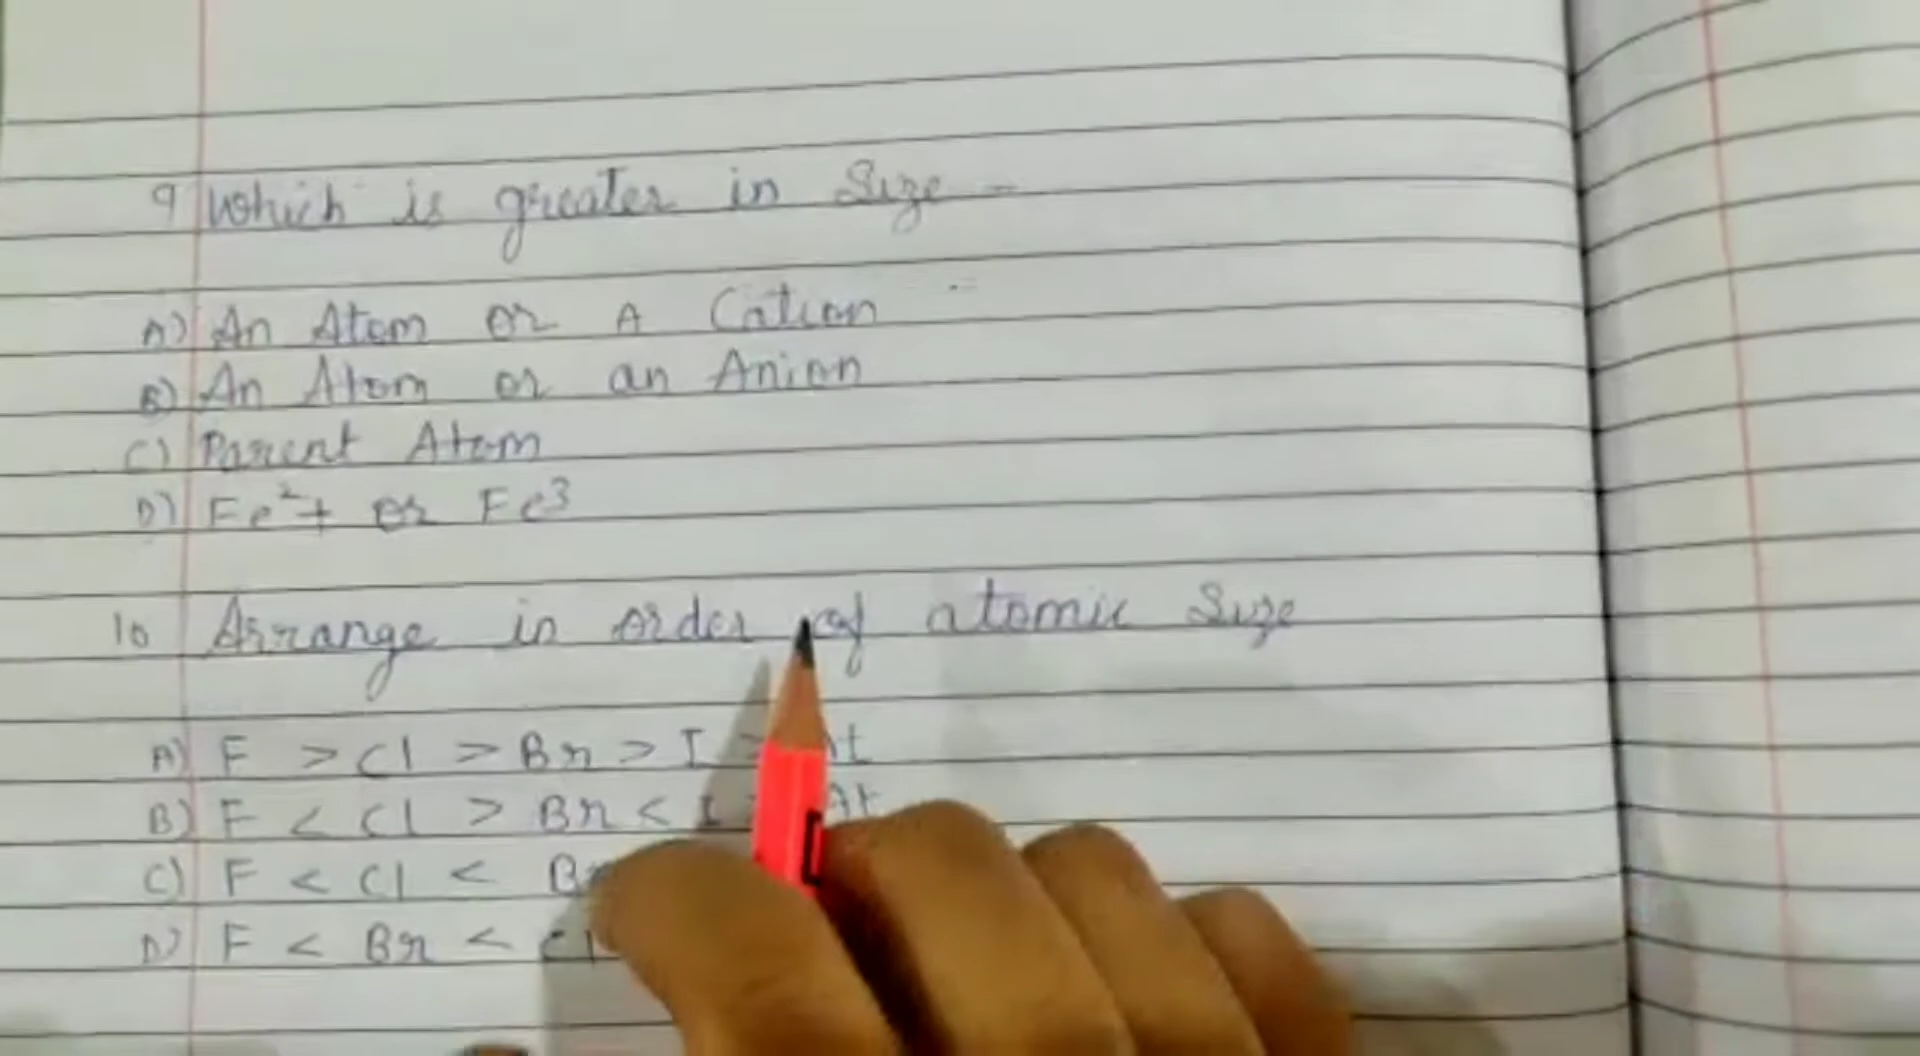 9 Which is greater in Size -
A) An Atom or A Cation
B) An Atom or an Anion
C) Parent Atom
D) Fe2+ or Fe3
10 Arrange in order of atomic Size
A) F > Cl > Br > I
B) F < Cl > Br < I
C) F < Cl <
D) F < Br < Cl